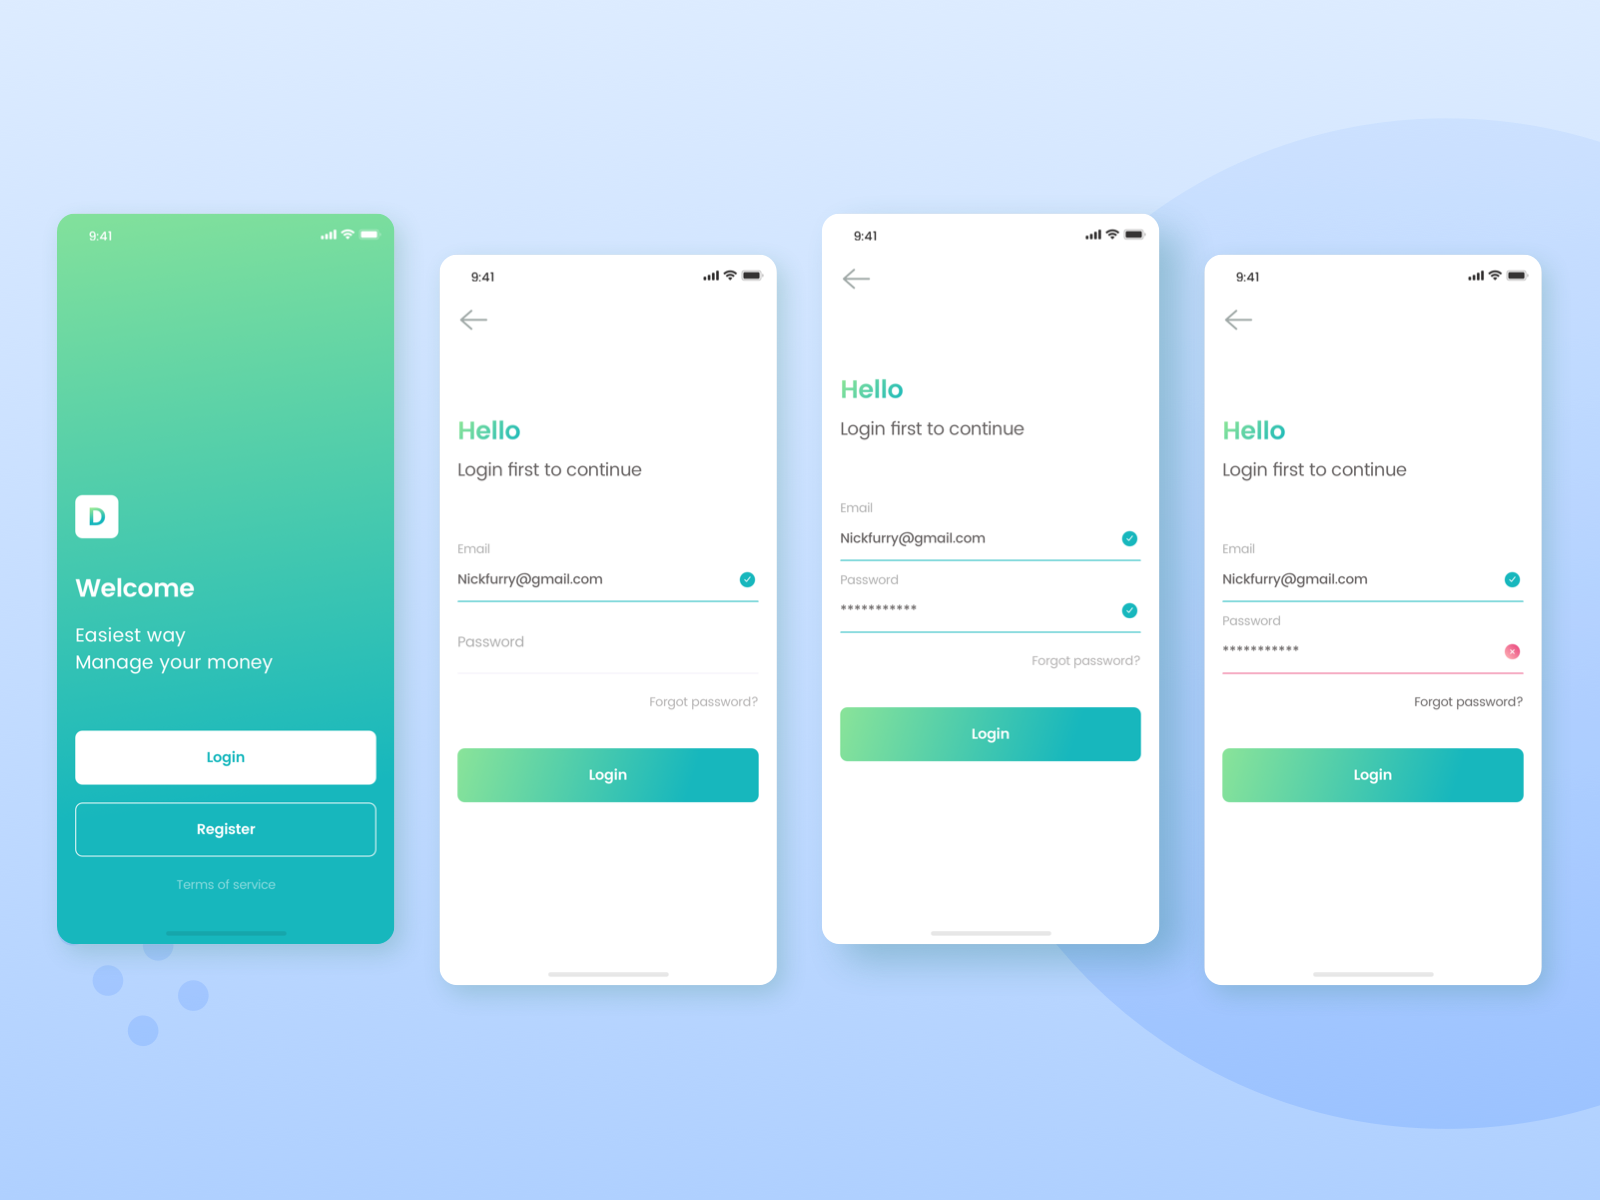 9:41
D
Welcome
Easiest way
Manage your money
Login
Register
Terms of service
9:41
Hello
Login first to continue
Email
Nickfurry@gmail.com
Password
Forgot password?
Login
9:41
Hello
Login first to continue
Email
Nickfurry@gmail.com
Password
***********
Forgot password?
Login
9:41
Hello
Login first to continue
Email
Nickfurry@gmail.com
Password
***********
Forgot password?
Login